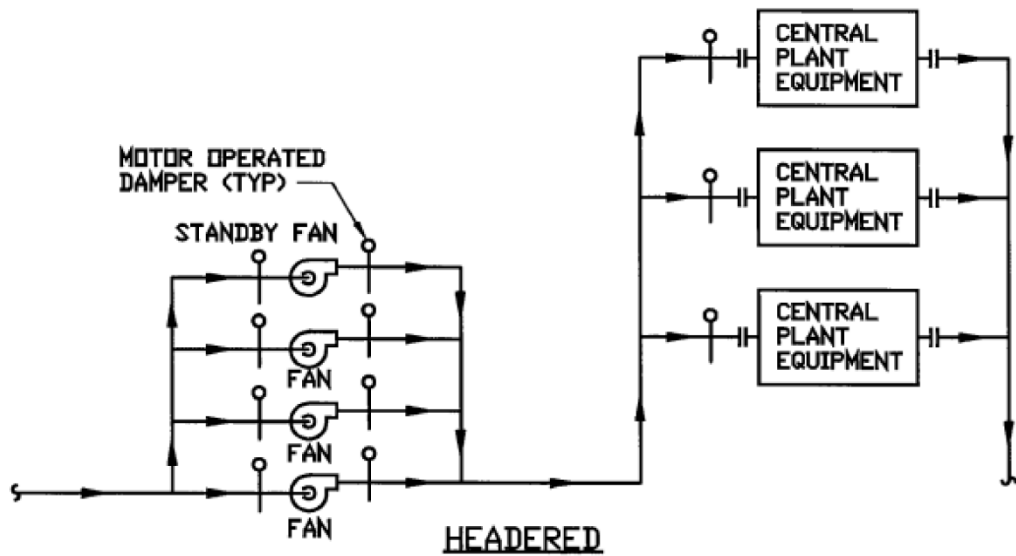 CENTRAL
PLANT
EQUIPMENT
MOTOR OPERATED
DAMPER (TYP)
CENTRAL
PLANT
EQUIPMENT
STANDBY FAN
CENTRAL
PLANT
EQUIPMENT
FAN
FAN
FAN
HEADERED